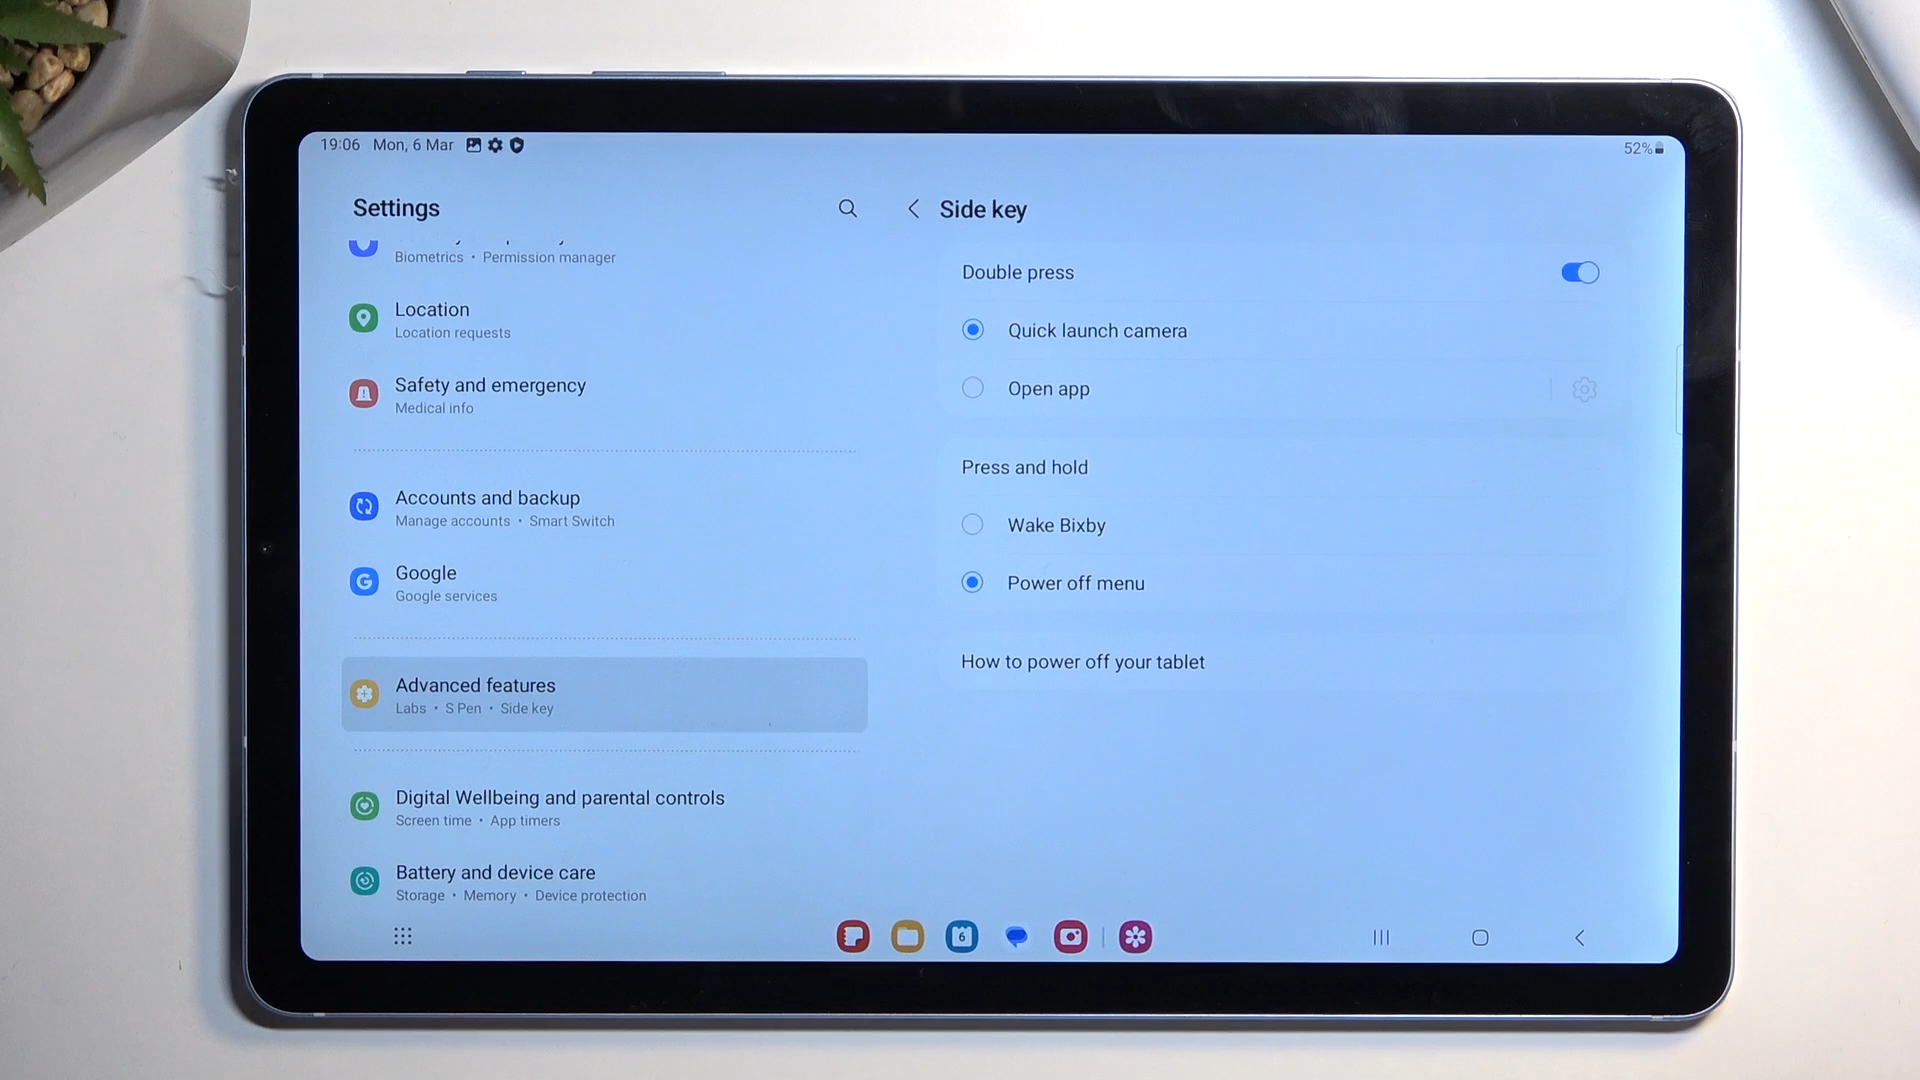 19:06 Mon, 6 Mar
52%
Settings
Biometrics • Permission manager
Location
Location requests
Safety and emergency
Medical info
Accounts and backup
Manage accounts • Smart Switch
Google
Google services
Advanced features
Labs • S Pen • Side key
Digital Wellbeing and parental controls
Screen time • App timers
Battery and device care
Storage • Memory • Device protection
Side key
Double press
Quick launch camera
Open app
Press and hold
Wake Bixby
Power off menu
How to power off your tablet
6